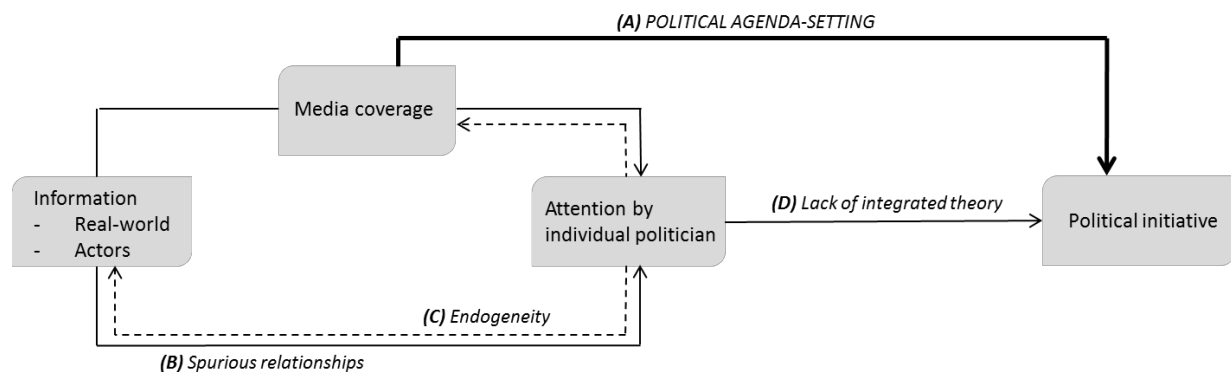 (A) POLITICAL AGENDA-SETTING
Media coverage
Information
- Real-world
- Actors
Attention by
individual politician
(D) Lack of integrated theory
Political initiative
(C) Endogeneity
(B) Spurious relationships